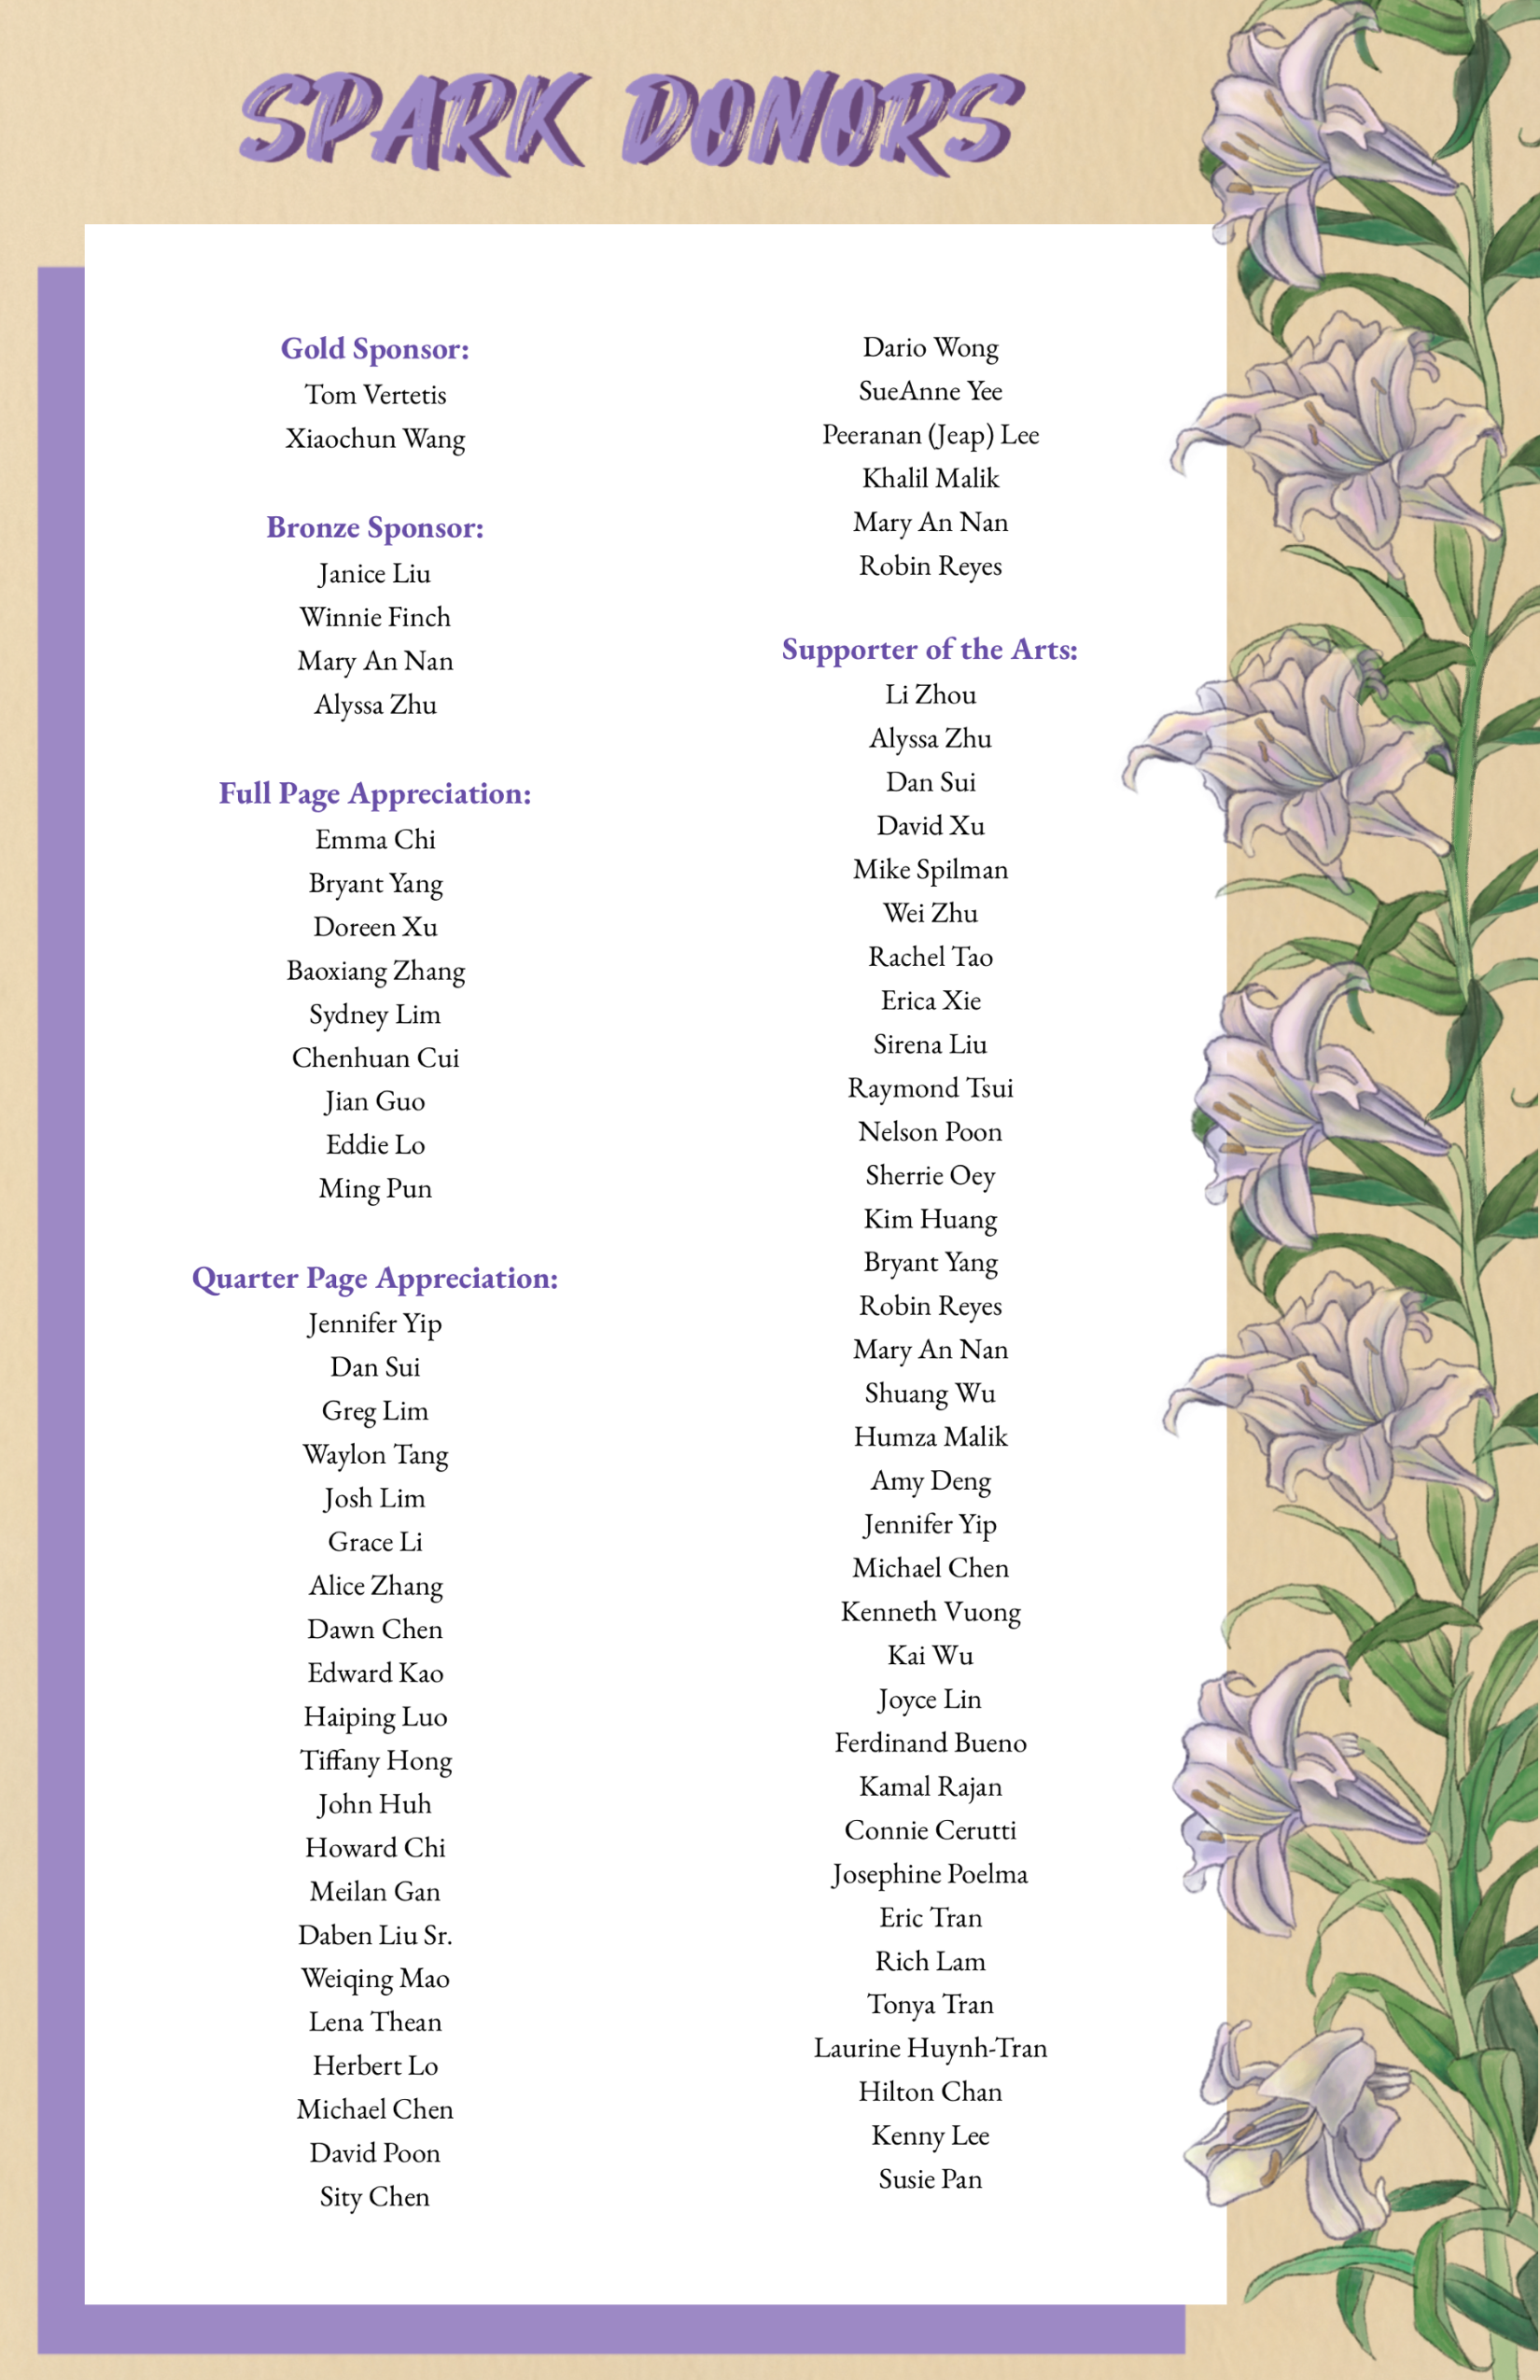 SPARK DONORS
Gold Sponsor:
Tom Vertetis
Xiaochun Wang
Bronze Sponsor:
Janice Liu
Winnie Finch
Mary An Nan
Alyssa Zhu
Full Page Appreciation:
Emma Chi
Bryant Yang
Doreen Xu
Baoxiang Zhang
Sydney Lim
Chenhuan Cui
Jian Guo
Eddie Lo
Ming Pun
Quarter Page Appreciation:
Jennifer Yip
Dan Sui
Greg Lim
Waylon Tang
Josh Lim
Grace Li
Alice Zhang
Dawn Chen
Edward Kao
Haiping Luo
Tiffany Hong
John Huh
Howard Chi
Meilan Gan
Daben Liu Sr.
Weiqing Mao
Lena Thean
Herbert Lo
Michael Chen
David Poon
Sity Chen
Dario Wong
SueAnne Yee
Peeranan (Jeap) Lee
Khalil Malik
Mary An Nan
Robin Reyes
Supporter of the Arts:
Li Zhou
Alyssa Zhu
Dan Sui
David Xu
Mike Spilman
Wei Zhu
Rachel Tao
Erica Xie
Sirena Liu
Raymond Tsui
Nelson Poon
Sherrie Oey
Kim Huang
Bryant Yang
Robin Reyes
Mary An Nan
Shuang Wu
Humza Malik
Amy Deng
Jennifer Yip
Michael Chen
Kenneth Vuong
Kai Wu
Joyce Lin
Ferdinand Bueno
Kamal Rajan
Connie Cerutti
Josephine Poelma
Eric Tran
Rich Lam
Tonya Tran
Laurine Huynh-Tran
Hilton Chan
Kenny Lee
Susie Pan